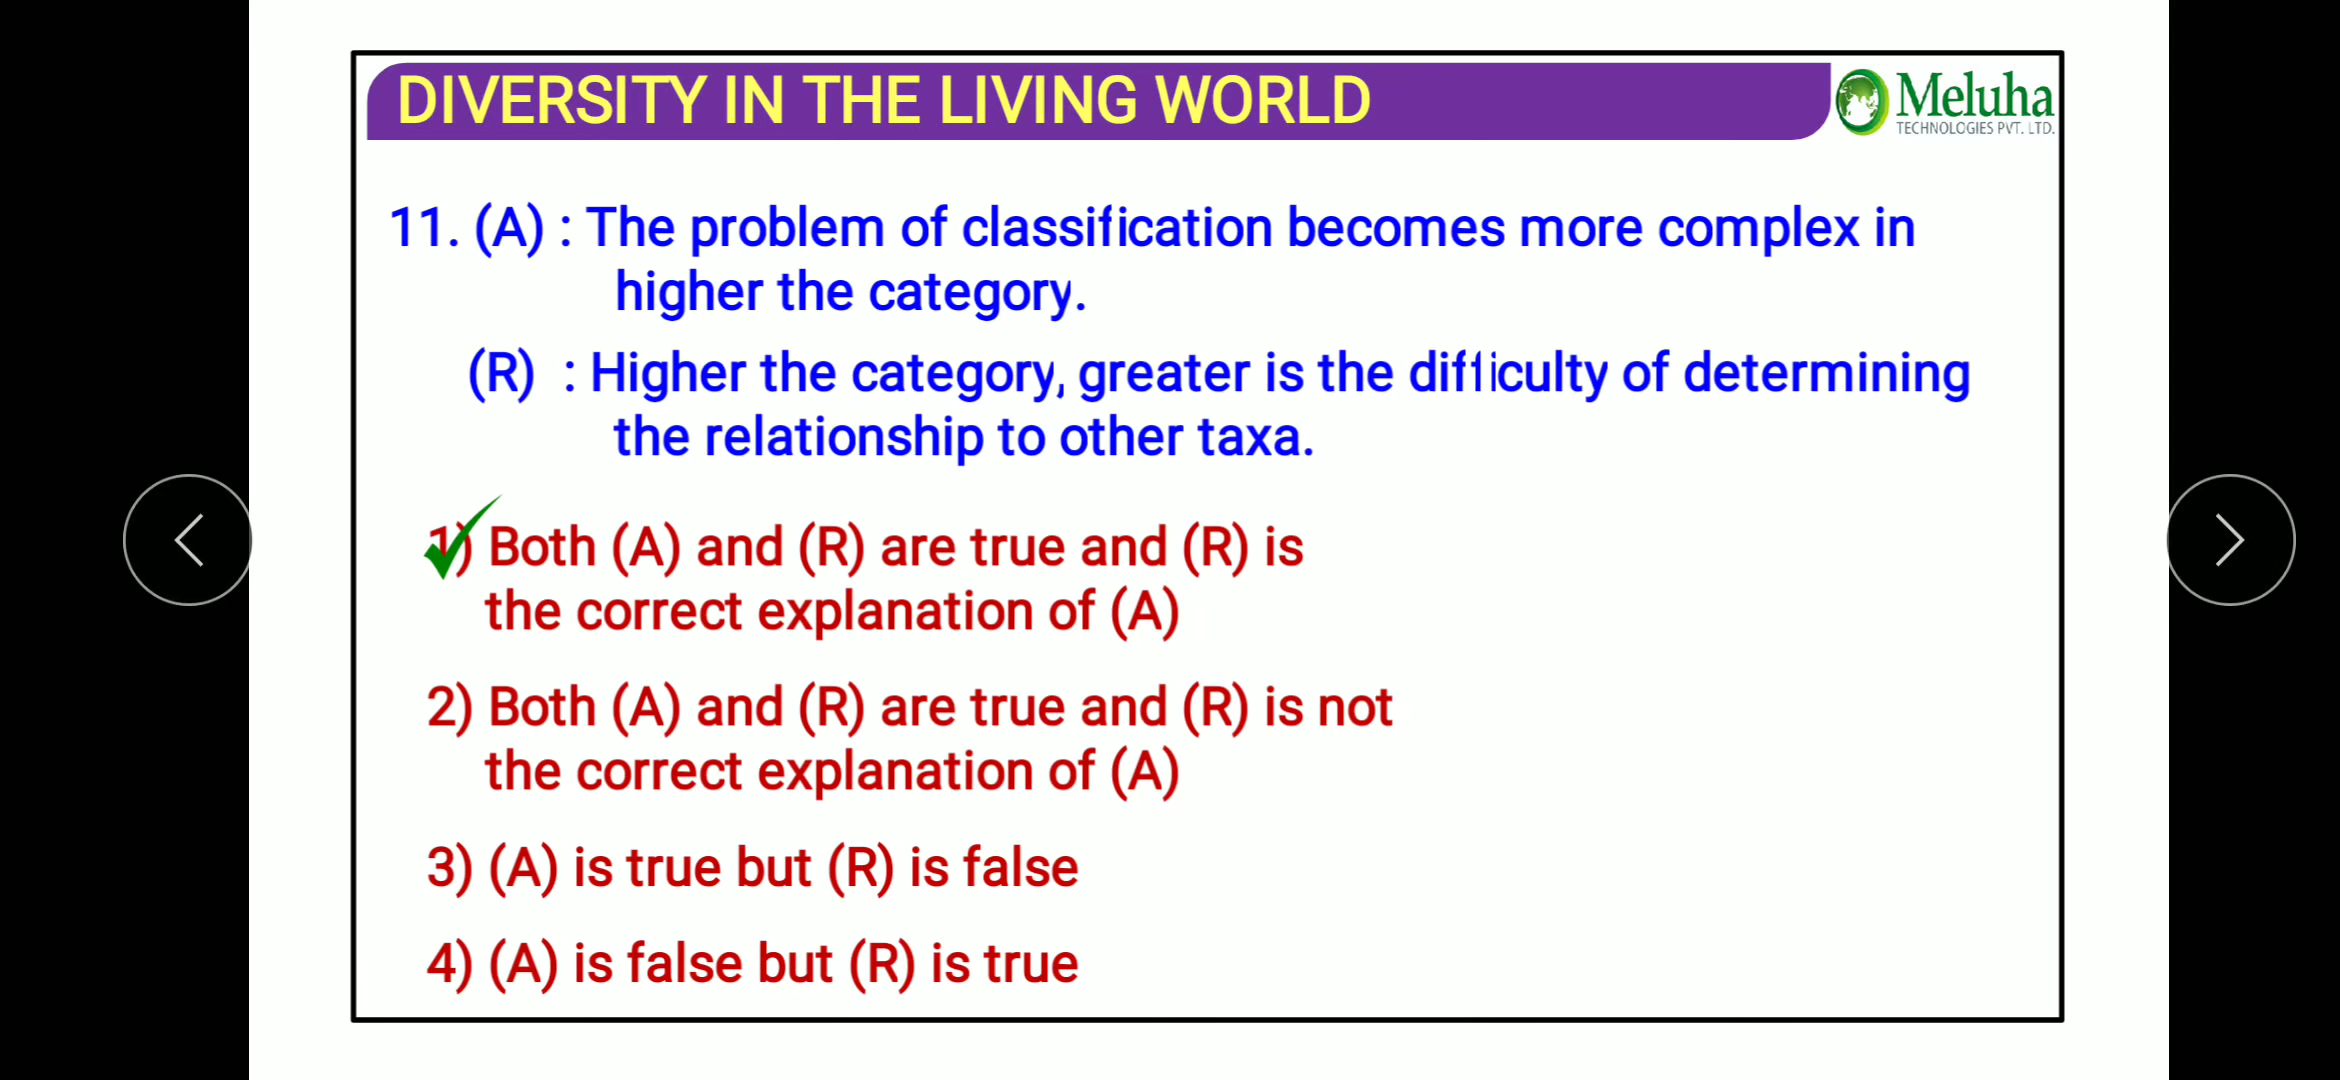 DIVERSITY IN THE LIVING WORLD
Meluha
TECHNOLOGIES PVT. LTD.
11. (A) : The problem of classification becomes more complex in
higher the category.
(R) : Higher the category, greater is the difficulty of determining
the relationship to other taxa.
1) Both (A) and (R) are true and (R) is
the correct explanation of (A)
2) Both (A) and (R) are true and (R) is not
the correct explanation of (A)
3) (A) is true but (R) is false
4) (A) is false but (R) is true